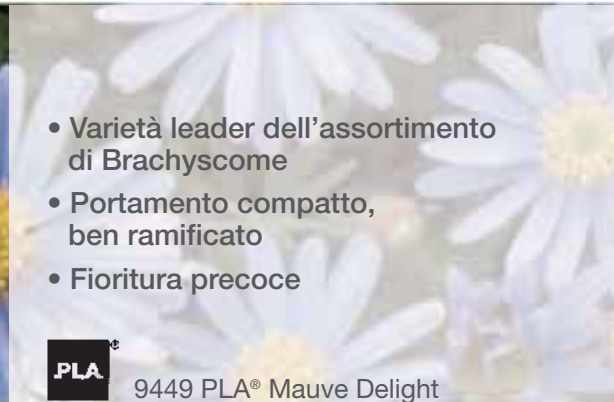 • Varietà leader dell’assortimento
di Brachyscome
• Portamento compatto,
ben ramificato
• Fioritura precoce
PLA®
9449 PLA® Mauve Delight